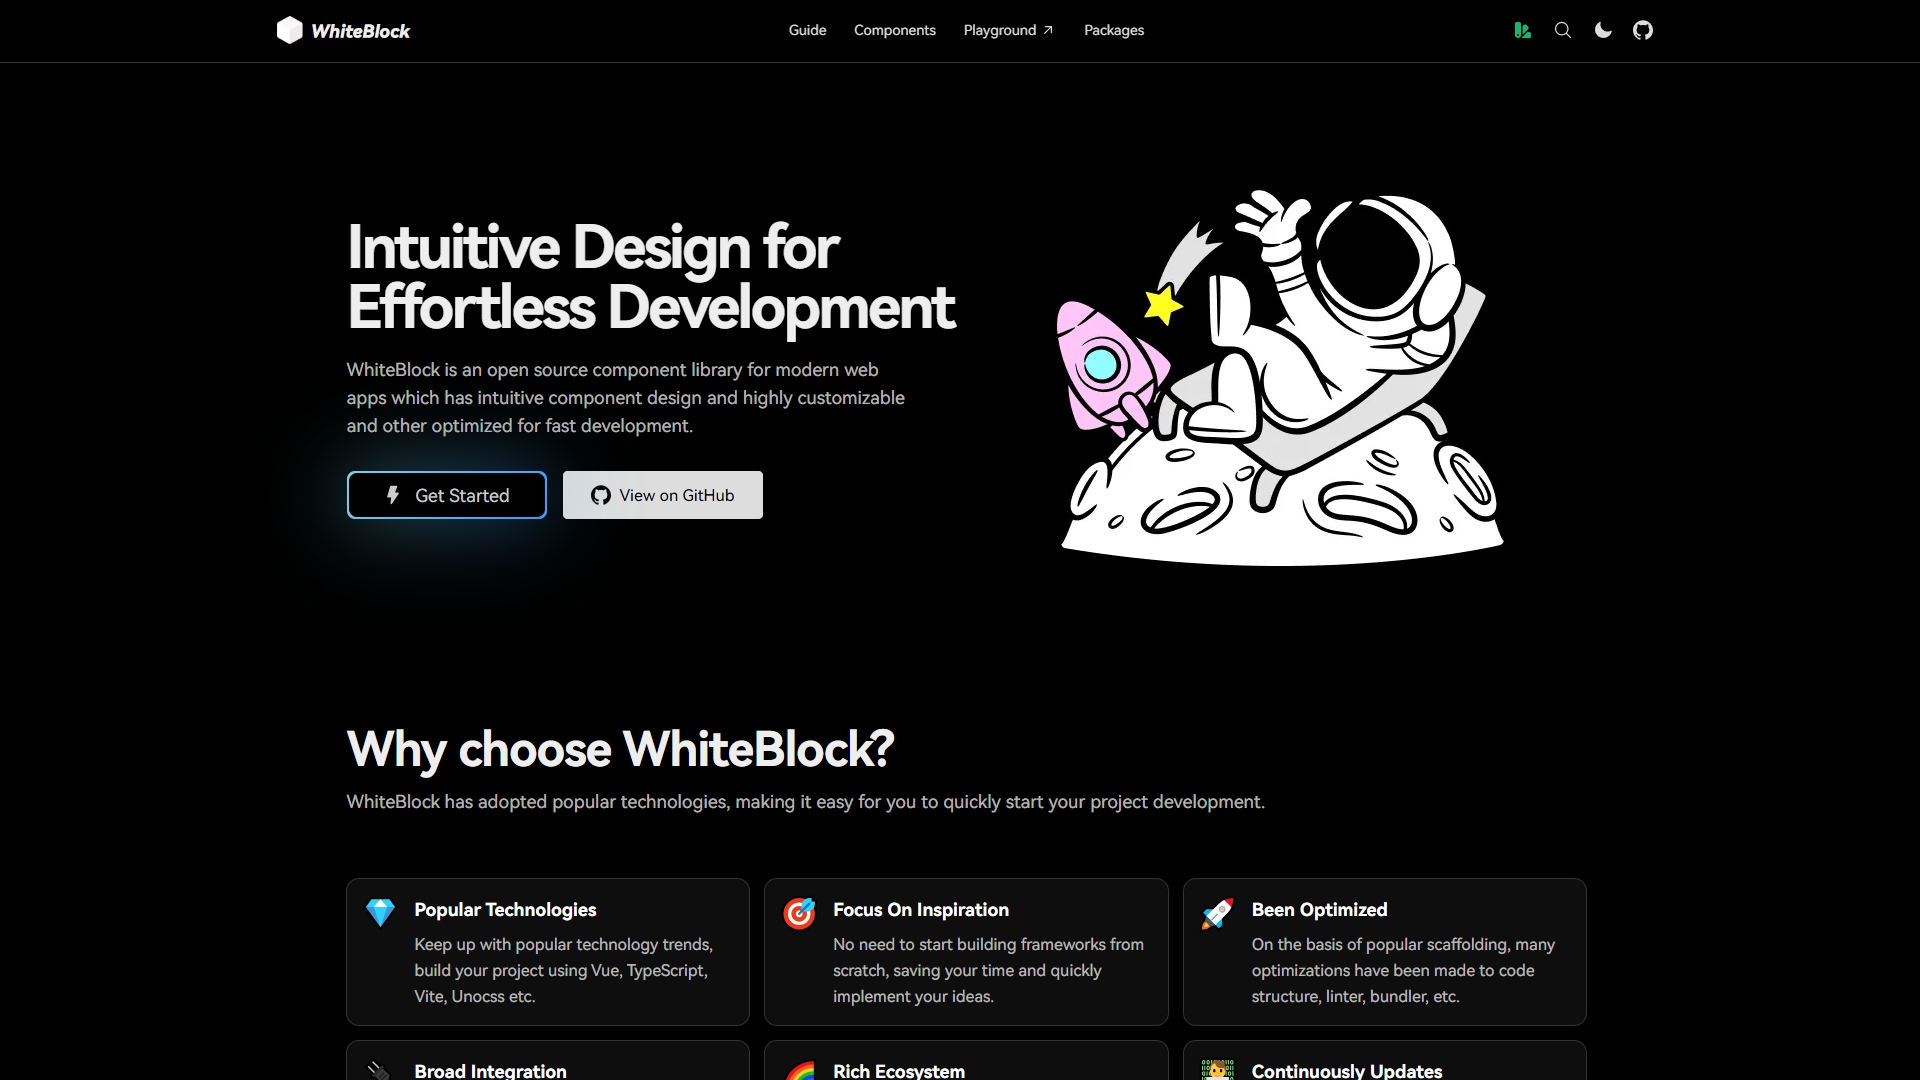 WhiteBlock
Guide
Components
Playground
Packages
Intuitive Design for
Effortless Development
WhiteBlock is an open source component library for modern web
apps which has intuitive component design and highly customizable
and other optimized for fast development.
Get Started
View on GitHub
Why choose WhiteBlock?
WhiteBlock has adopted popular technologies, making it easy for you to quickly start your project development.
Popular Technologies
Keep up with popular technology trends,
build your project using Vue, TypeScript,
Vite, Unocss etc.
Focus On Inspiration
No need to start building frameworks from
scratch, saving your time and quickly
implement your ideas.
Been Optimized
On the basis of popular scaffolding, many
optimizations have been made to code
structure, linter, bundler, etc.
Broad Integration
Rich Ecosystem
Continuously Updates